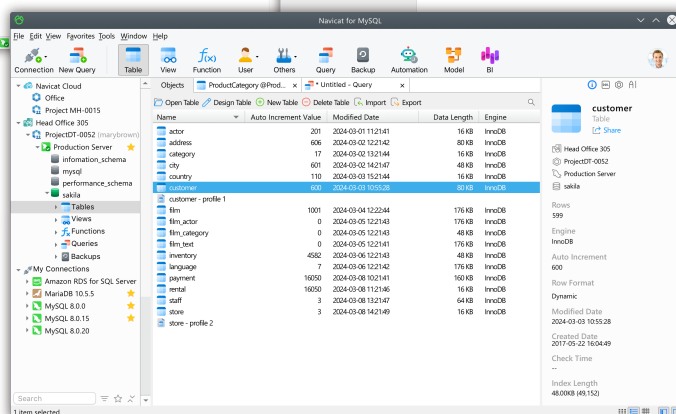 Navicat for MySQL
File Edit View Favorites Tools Window Help
Connection New Query Table View Function User Others Query Backup Automation Model BI
Navicat Cloud
Office
Project MH-0015
Head Office 305
ProjectDT-0052 (marybrown)
Production Server
infomation_schema
mysql
performance_schema
sakila
Tables
Views
Functions
Queries
Backups
My Connections
Amazon RDS for SQL Server
MariaDB 10.5.5
MySQL 8.0.0
MySQL 8.0.15
MySQL 8.0.20
Search
1 item selected
Objects ProductCategory @Prod... × * Untitled - Query ×
Open Table Design Table New Table Delete Table Import Export
Name Auto Increment Value Modified Date Data Length Engine
actor 201 2024-03-01 11:21:41 16 KB InnoDB
address 606 2024-03-02 12:21:41 80 KB InnoDB
category 17 2024-03-02 13:21:44 16 KB InnoDB
city 601 2024-03-02 14:21:47 48 KB InnoDB
country 110 2024-03-03 15:21:44 16 KB InnoDB
customer 600 2024-03-03 10:55:28 80 KB InnoDB
customer - profile 1
film 1001 2024-03-04 12:22:44 176 KB InnoDB
film_actor 0 2024-03-05 12:21:43 176 KB InnoDB
film_category 0 2024-03-05 12:21:43 48 KB InnoDB
film_text 0 2024-03-05 12:21:41 176 KB InnoDB
inventory 4582 2024-03-06 12:21:43 176 KB InnoDB
language 7 2024-03-06 12:21:42 176 KB InnoDB
payment 16050 2024-03-08 10:21:41 160 KB InnoDB
rental 16050 2024-03-08 11:21:46 16 KB InnoDB
staff 3 2024-03-08 13:21:47 64 KB InnoDB
store 3 2024-03-08 14:21:49 16 KB InnoDB
store - profile 2
customer
Table
Share
Head Office 305
ProjectDT-0052
Production Server
sakila
Rows
599
Engine
InnoDB
Auto Increment
600
Row Format
Dynamic
Modified Date
2024-03-03 10:55:28
Created Date
2017-05-22 16:04:49
Check Time
--
Index Length
48.00KB (49,152)